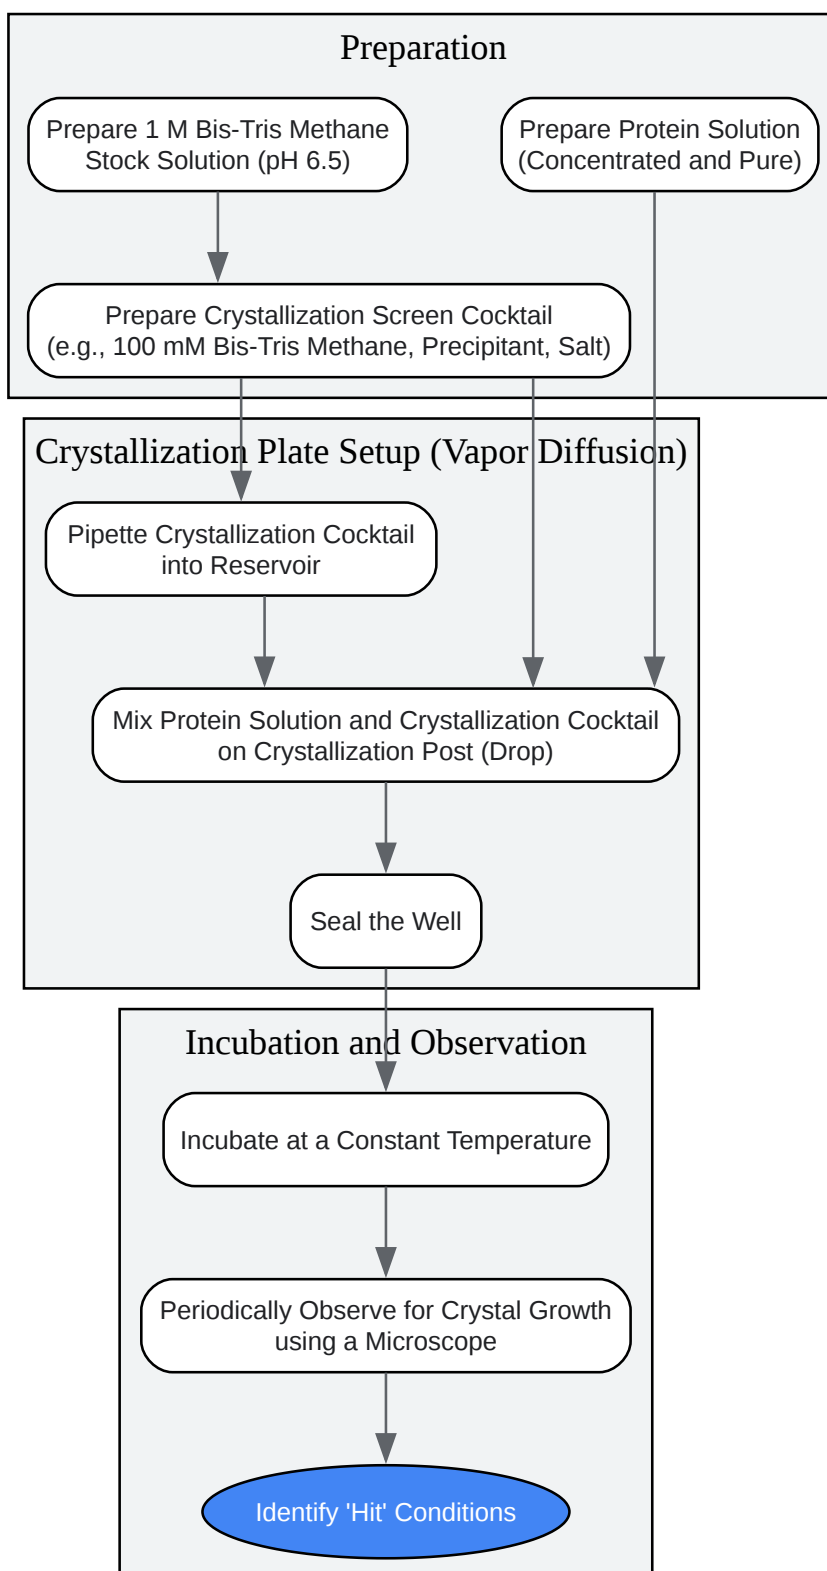 Preparation
Prepare 1 M Bis-Tris Methane
Stock Solution (pH 6.5)
Prepare Protein Solution
(Concentrated and Pure)
Prepare Crystallization Screen Cocktail
(e.g., 100 mM Bis-Tris Methane, Precipitant, Salt)
Crystallization Plate Setup (Vapor Diffusion)
Pipette Crystallization Cocktail
into Reservoir
Mix Protein Solution and Crystallization Cocktail
on Crystallization Post (Drop)
Seal the Well
Incubation and Observation
Incubate at a Constant Temperature
Periodically Observe for Crystal Growth
using a Microscope
Identify 'Hit' Conditions